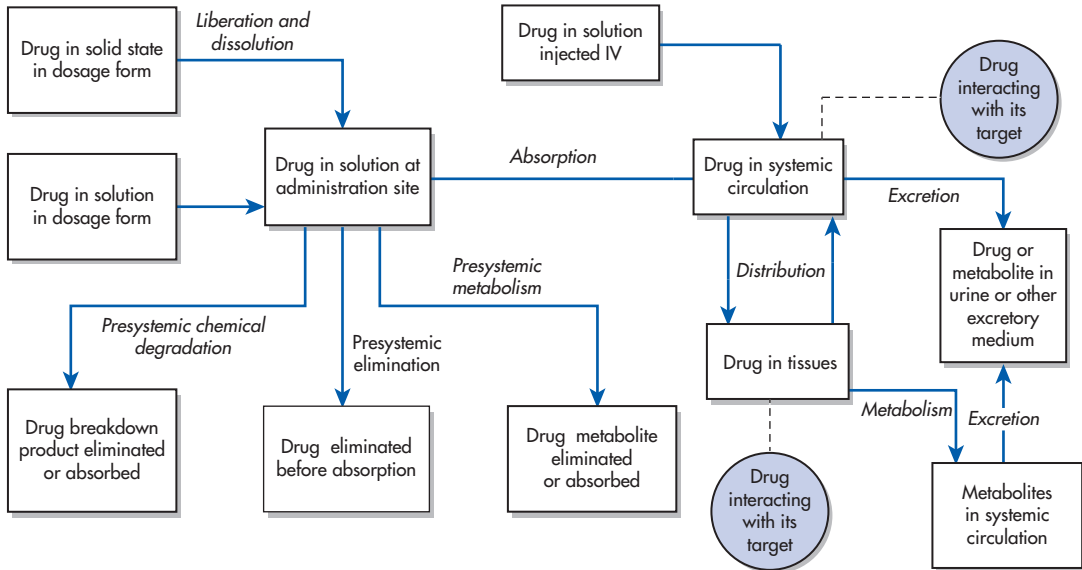 Liberation and
dissolution
Drug in solid state
in dosage form
Drug in solution
injected IV
Drug
interacting
with its
target
Drug in solution at
administration site
Absorption
Drug in systemic
circulation
Drug in solution
in dosage form
Excretion
Presystemic
metabolism
Distribution
Drug or
metabolite in
urine or other
excretory
medium
Presystemic chemical
degradation
Presystemic
elimination
Drug in tissues
Metabolism
Excretion
Drug breakdown
product eliminated
or absorbed
Drug eliminated
before absorption
Drug metabolite
eliminated
or absorbed
Drug
interacting
with its
target
Metabolites
in systemic
circulation